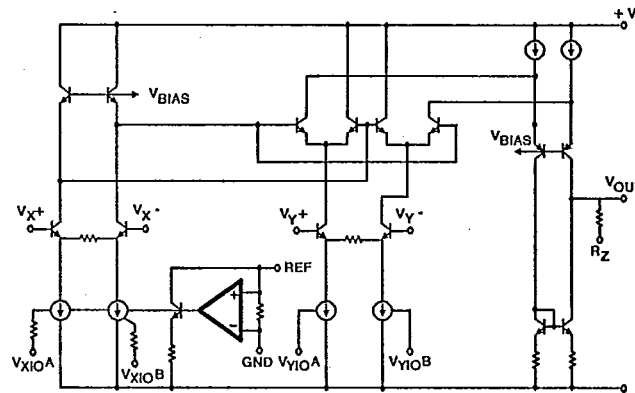 + V
VBIAS
VBIAS
VX+
VX-
VY+
VY-
VOU
RZ
REF
+
-
VXIOA
VXIOB
GND
VYIOA
VYIOB